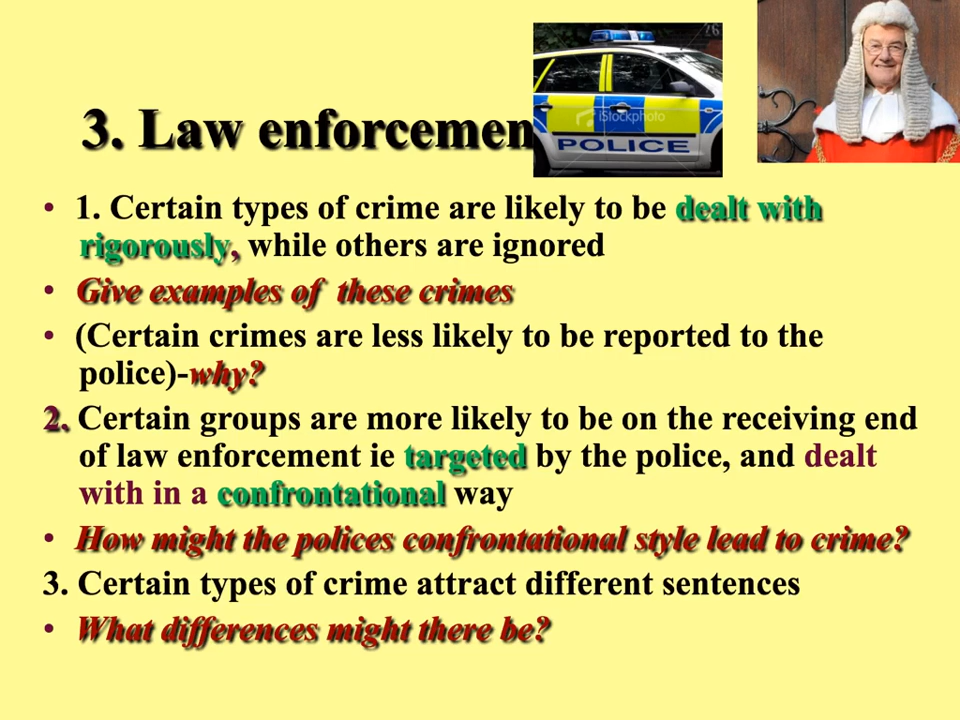 3. Law enforcemen
26
iStockphoto
POLICE
• 1. Certain types of crime are likely to be dealt with
rigorously, while others are ignored
• Give examples of these crimes
• (Certain crimes are less likely to be reported to the
police)-why?
2. Certain groups are more likely to be on the receiving end
of law enforcement ie targeted by the police, and dealt
with in a confrontational way
• How might the polices confrontational style lead to crime?
3. Certain types of crime attract different sentences
• What differences might there be?